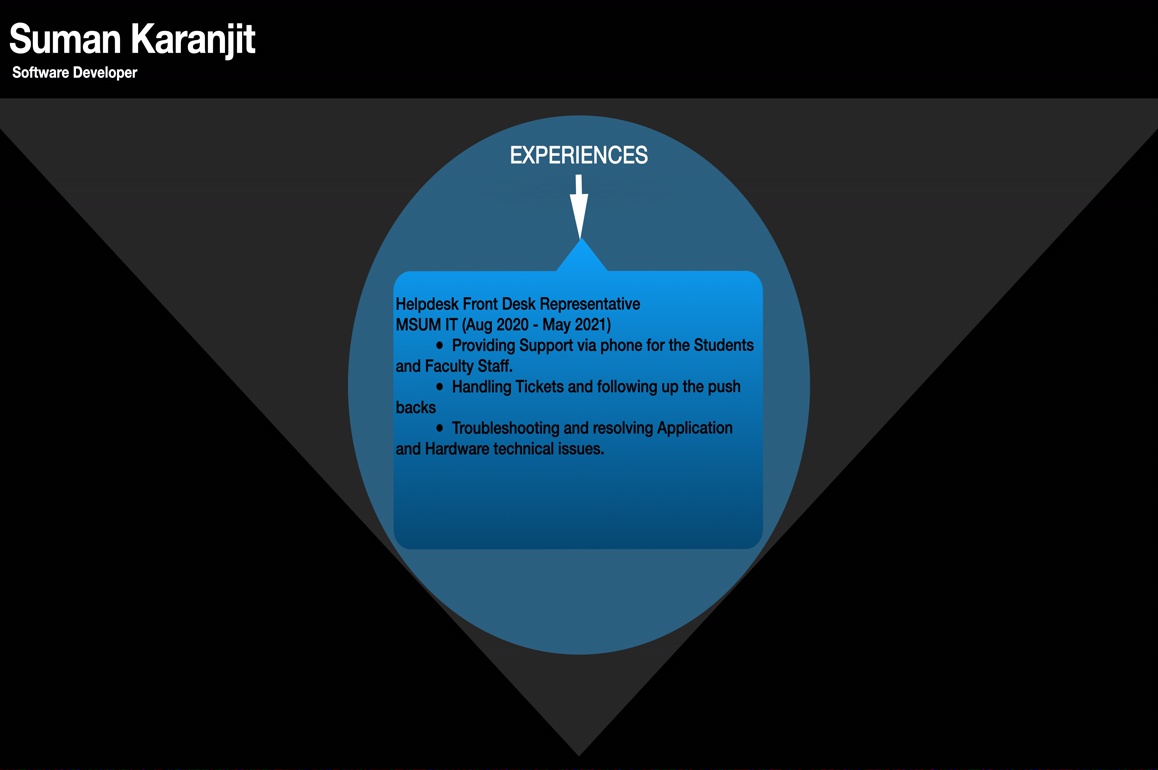 Suman Karanjit
Software Developer
EXPERIENCES
Helpdesk Front Desk Representative
MSUM IT (Aug 2020 - May 2021)
• Providing Support via phone for the Students
and Faculty Staff.
• Handling Tickets and following up the push
backs
• Troubleshooting and resolving Application
and Hardware technical issues.